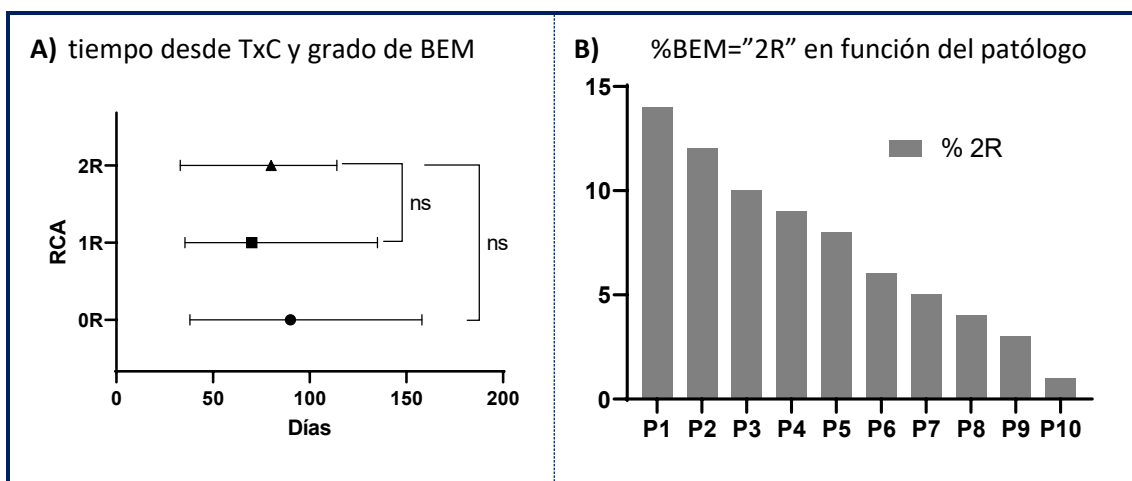 A) tiempo desde TxC y grado de BEM
2R
1R
0R
RCA
ns
ns
0 50 100 150 200
Días
B) %BEM=”2R” en función del patólogo
15
10
5
0
% 2R
P1 P2 P3 P4 P5 P6 P7 P8 P9 P10